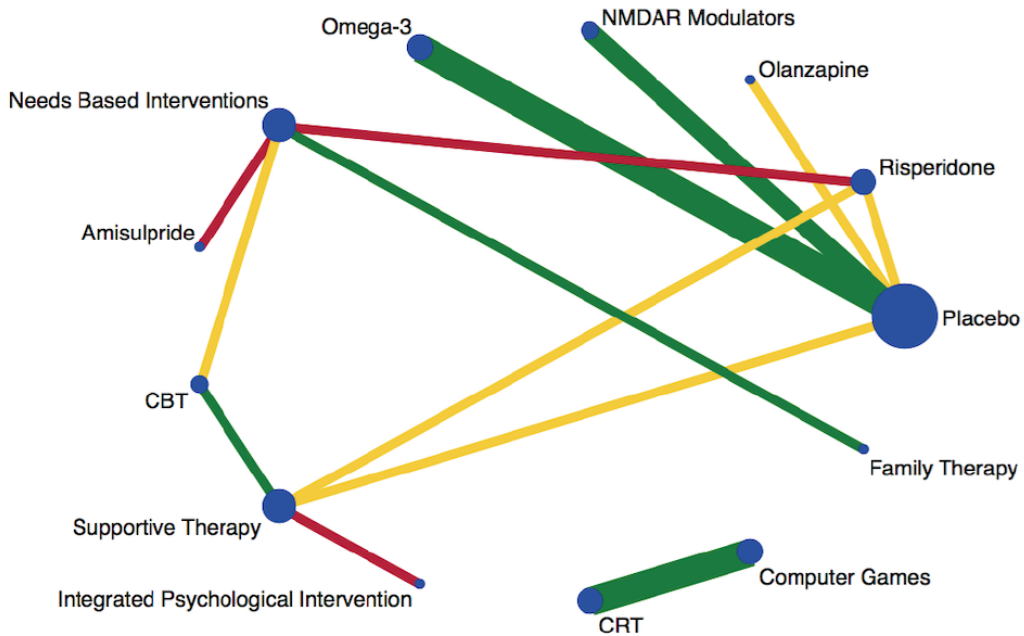 NMDAR Modulators
Omega-3
Olanzapine
Needs Based Interventions
Risperidone
Amisulpride
Placebo
CBT
Family Therapy
Supportive Therapy
Computer Games
Integrated Psychological Intervention
CRT